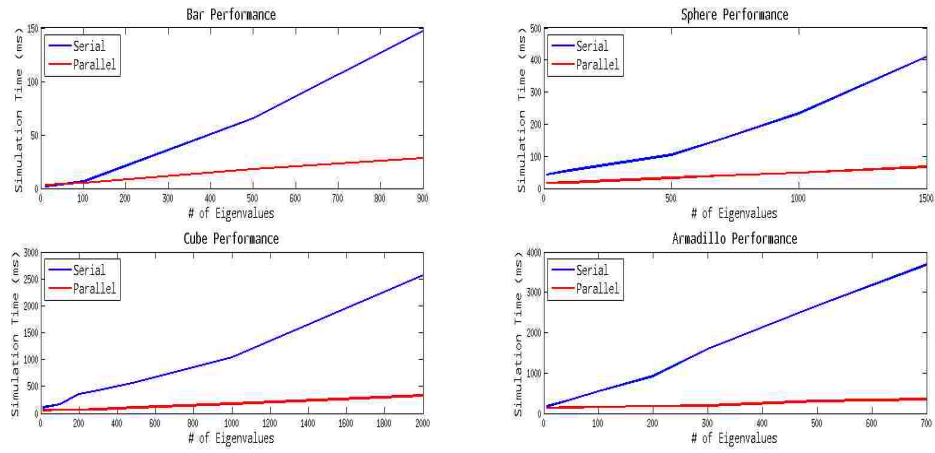 Bar Performance
Simulation Time (ms)
150
100
50
0
Serial
Parallel
0 100 200 300 400 500 600 700 800 900
# of Eigenvalues
Sphere Performance
Simulation Time (ms)
500
400
300
200
100
0
Serial
Parallel
500 1000 1500
# of Eigenvalues
Cube Performance
Simulation Time (ms)
3000
2500
2000
1500
1000
500
0
Serial
Parallel
0 200 400 600 800 1000 1200 1400 1600 1800 2000
# of Eigenvalues
Armadillo Performance
Simulation Time (ms)
4000
3000
2000
1000
0
Serial
Parallel
0 100 200 300 400 500 600 700
# of Eigenvalues